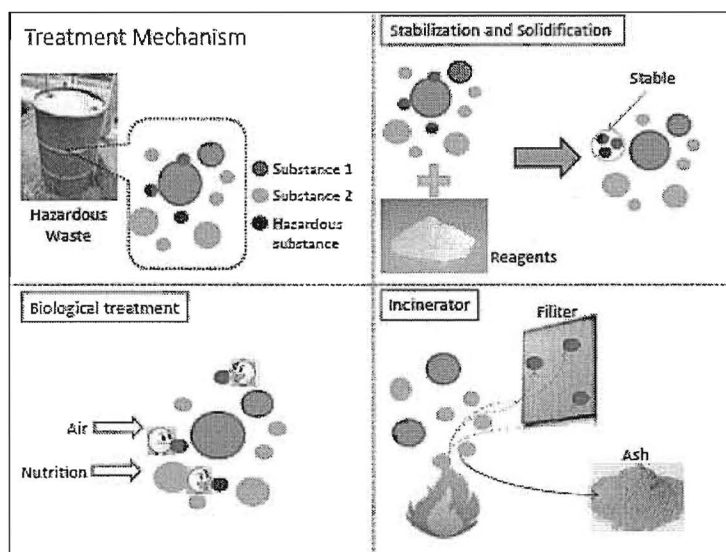 Treatment Mechanism
Hazardous
Waste
Substance 1
Substance 2
Hazardous
substance
Stabilization and Solidification
Stable
Reagents
Biological treatment
Air
Nutrition
Incinerator
Filiter
Ash